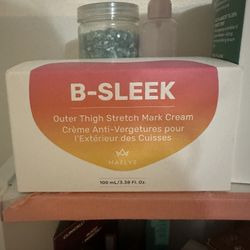 B-SLEEK
Outer Thigh Stretch Mark Cream
Crème Anti-Vergetures pour
l'Extérieur des Cuisses
MAËLYS
100 mL/3.38 Fl. Oz.